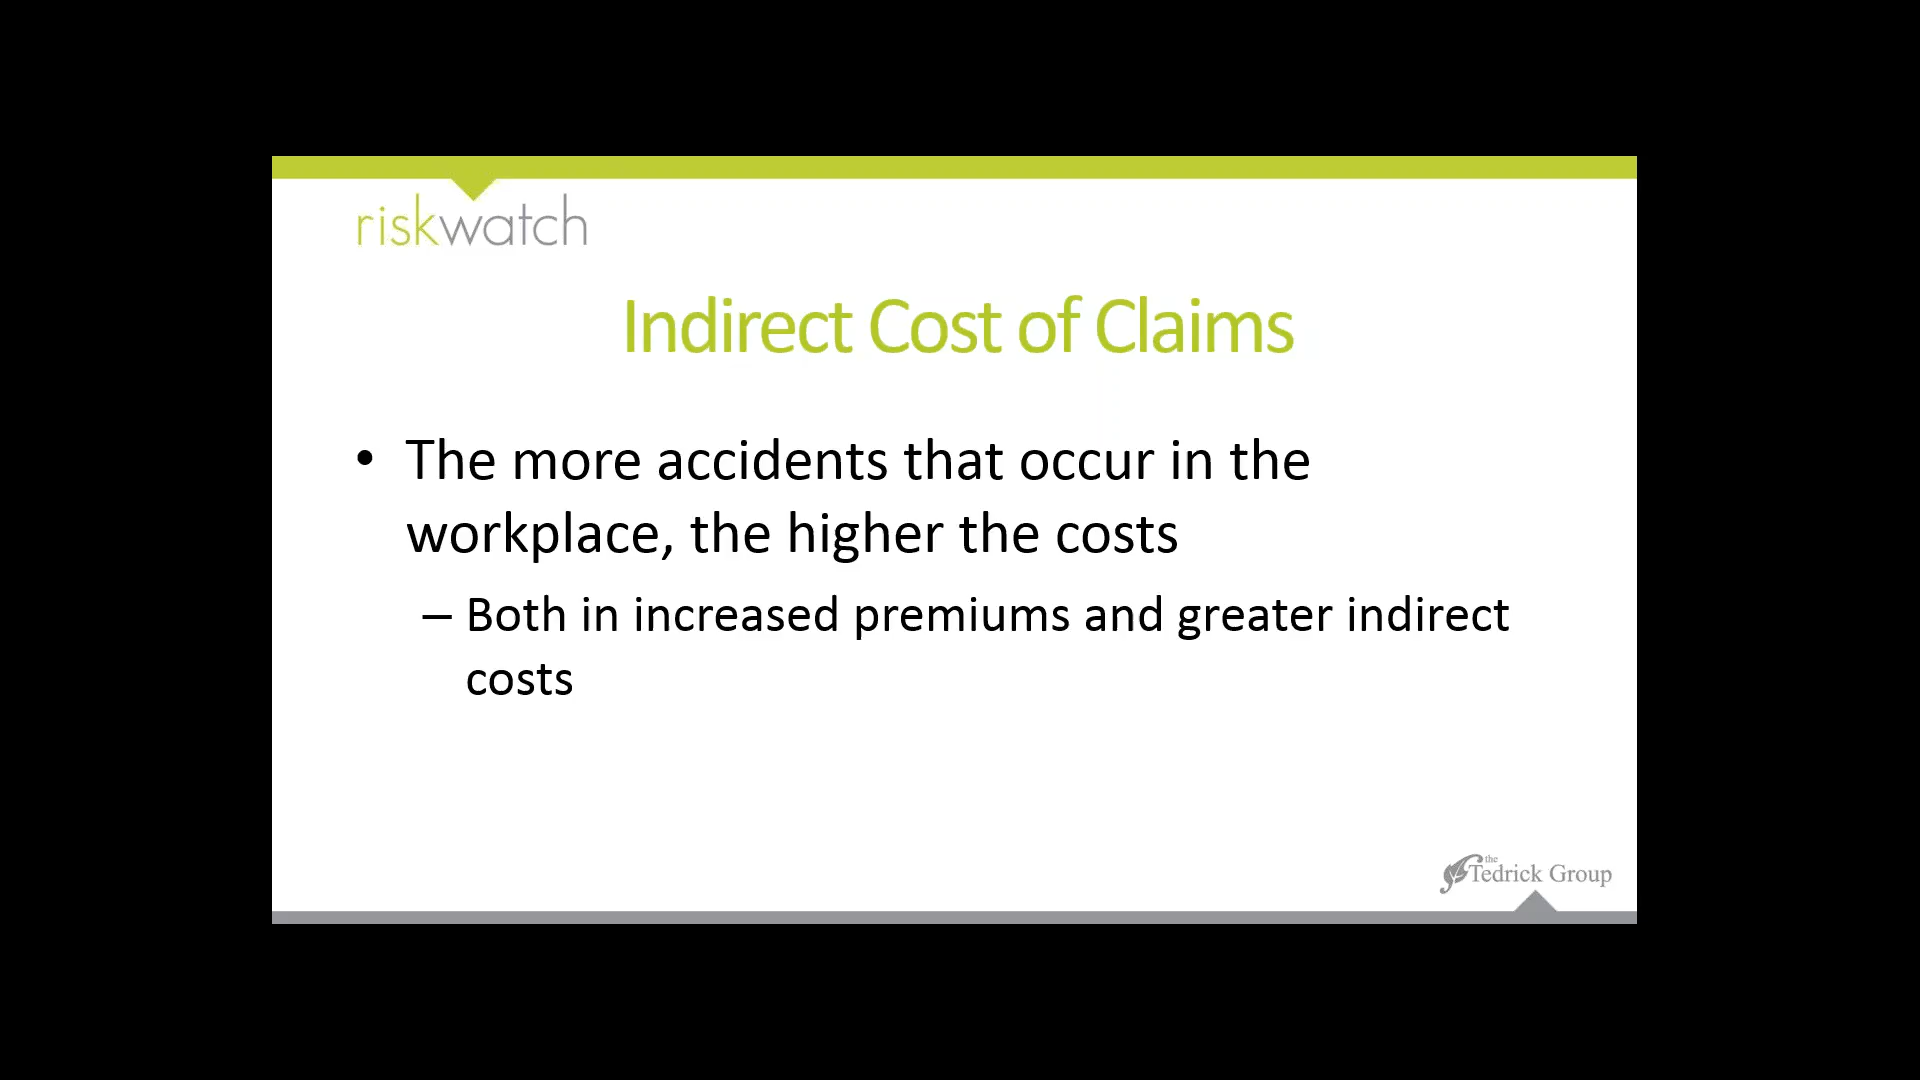 riskwatch
Indirect Cost of Claims
• The more accidents that occur in the
workplace, the higher the costs
– Both in increased premiums and greater indirect
costs
the
Tedrick Group